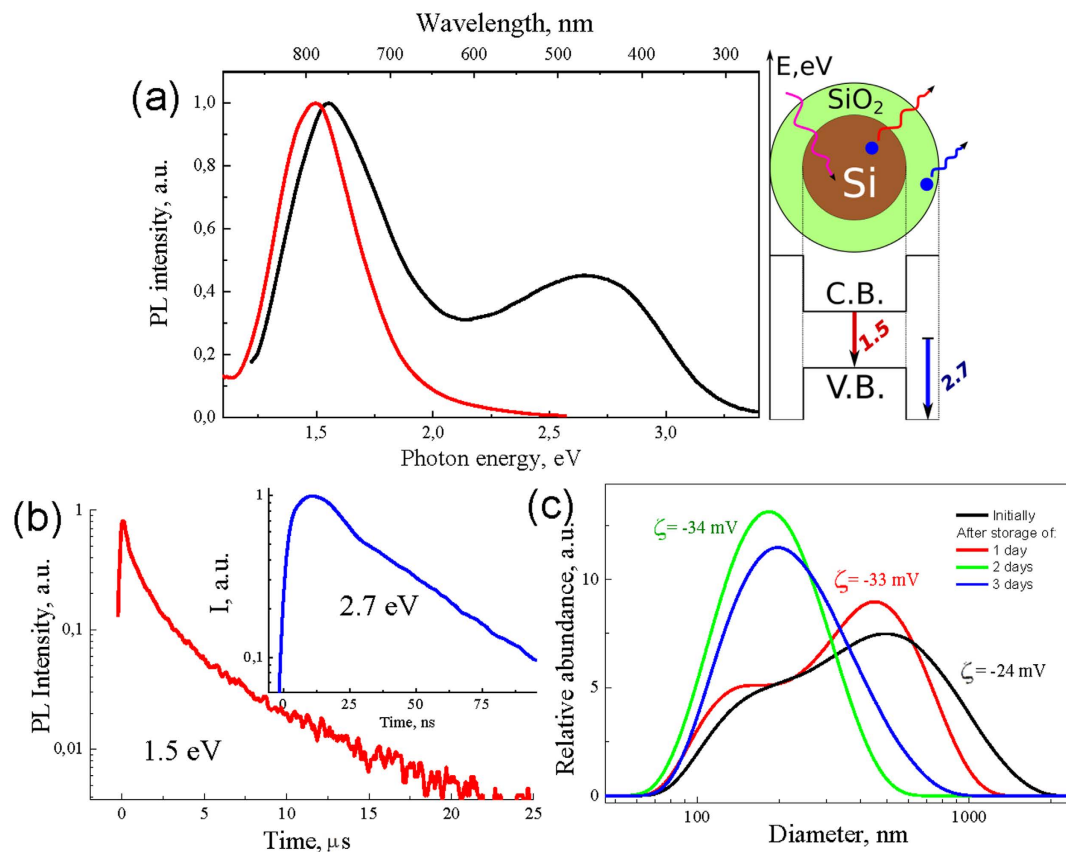 Wavelength, nm
800 700 600 500 400 300
(a)
1,0
0,8
0,6
0,4
0,2
0,0
PL intensity, a.u.
1,5 2,0 2,5 3,0
Photon energy, eV
E,eV
SiO2
Si
C.B.
1.5
V.B.
2.7
(b)
1
0,1
0,01
PL Intensity, a.u.
1.5 eV
0 5 10 15 20 25
Time, μs
1
0,1
I, a.u.
2.7 eV
0 25 50 75
Time, ns
(c)
10
5
0
Relative abundance, a.u.
ζ= -34 mV
ζ= -33 mV
ζ= -24 mV
Initially
After storage of:
1 day
2 days
3 days
100 1000
Diameter, nm